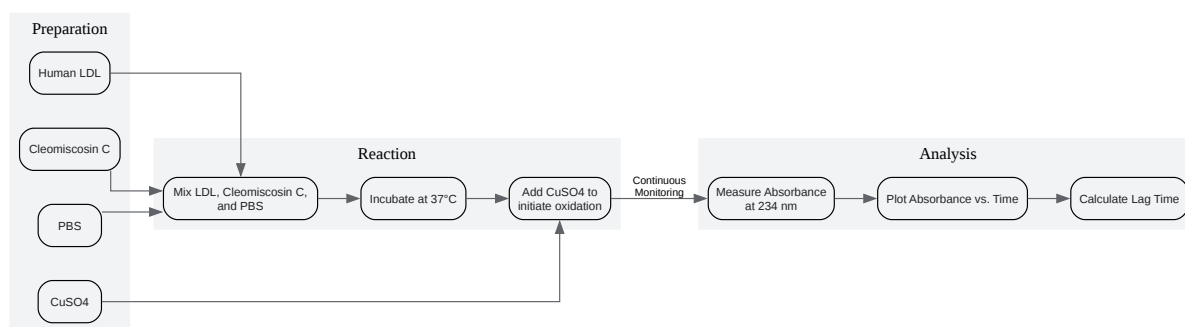 Preparation
Human LDL
Cleomiscosin C
PBS
CuSO4
Reaction
Mix LDL, Cleomiscosin C,
and PBS
Incubate at 37°C
Add CuSO4 to
initiate oxidation
Continuous
Monitoring
Analysis
Measure Absorbance
at 234 nm
Plot Absorbance vs. Time
Calculate Lag Time